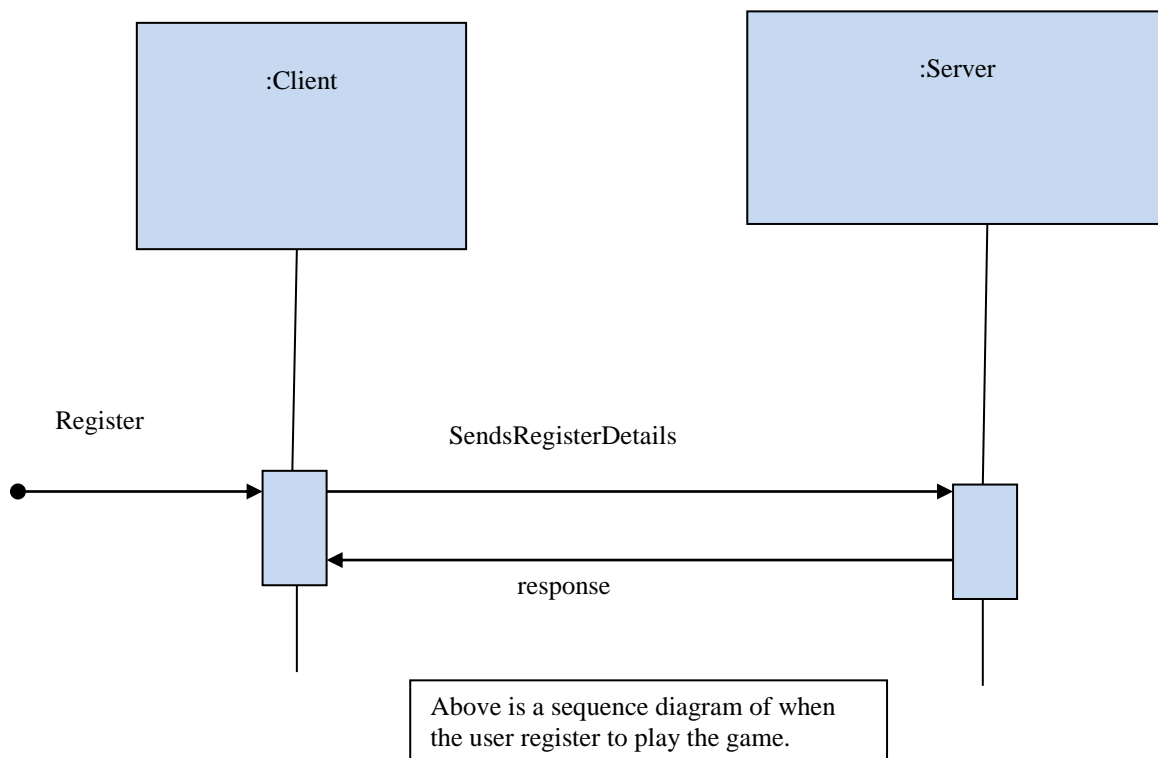 :Client
:Server
Register
SendsRegisterDetails
response
Above is a sequence diagram of when
the user register to play the game.